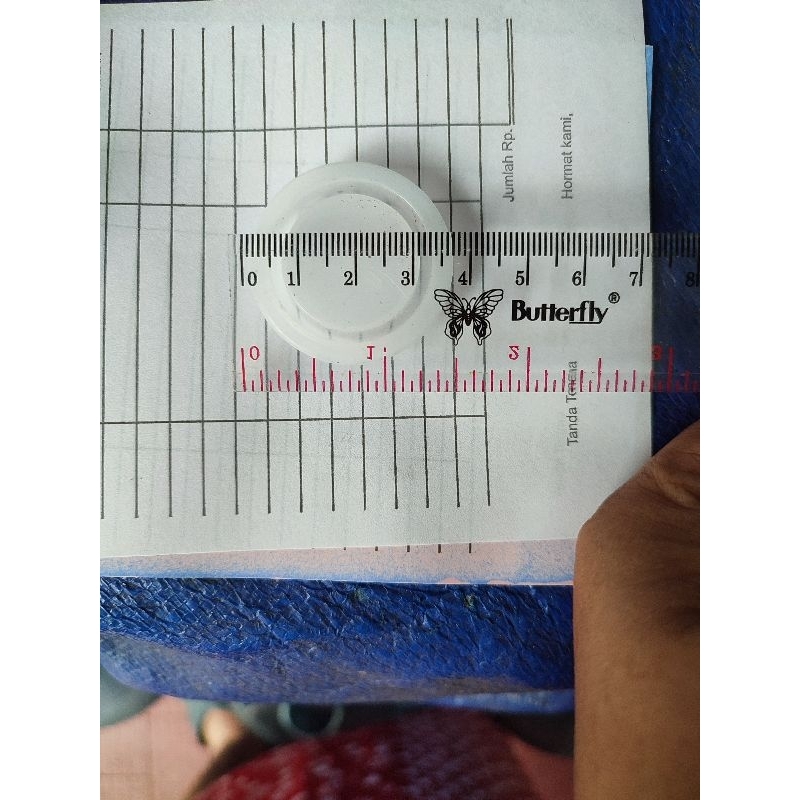 Jumlah Rp.
Hormat kami,
0 1 2 3 4 5 6 7 8
Butterfly®
0 1 2 3
Tanda Terima